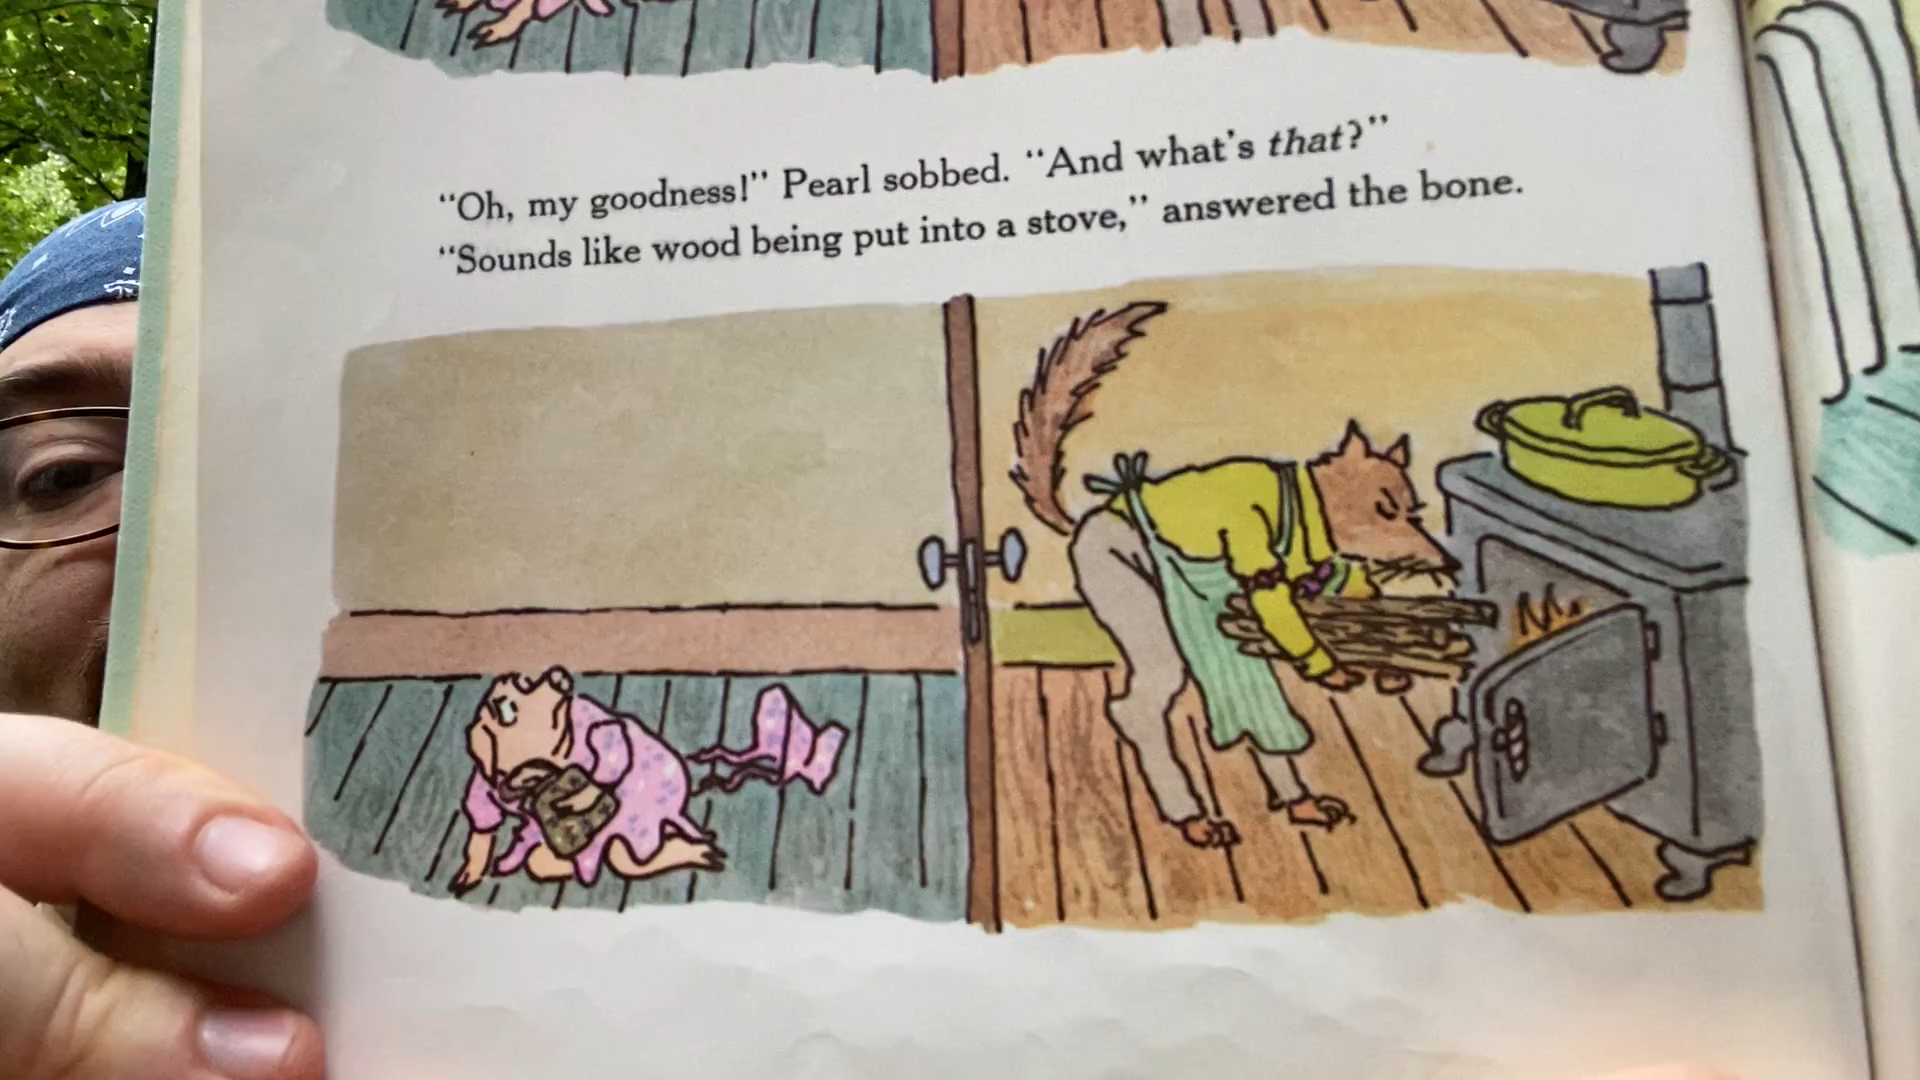 “Oh, my goodness!” Pearl sobbed. “And what's that?”
“Sounds like wood being put into a stove,” answered the bone.